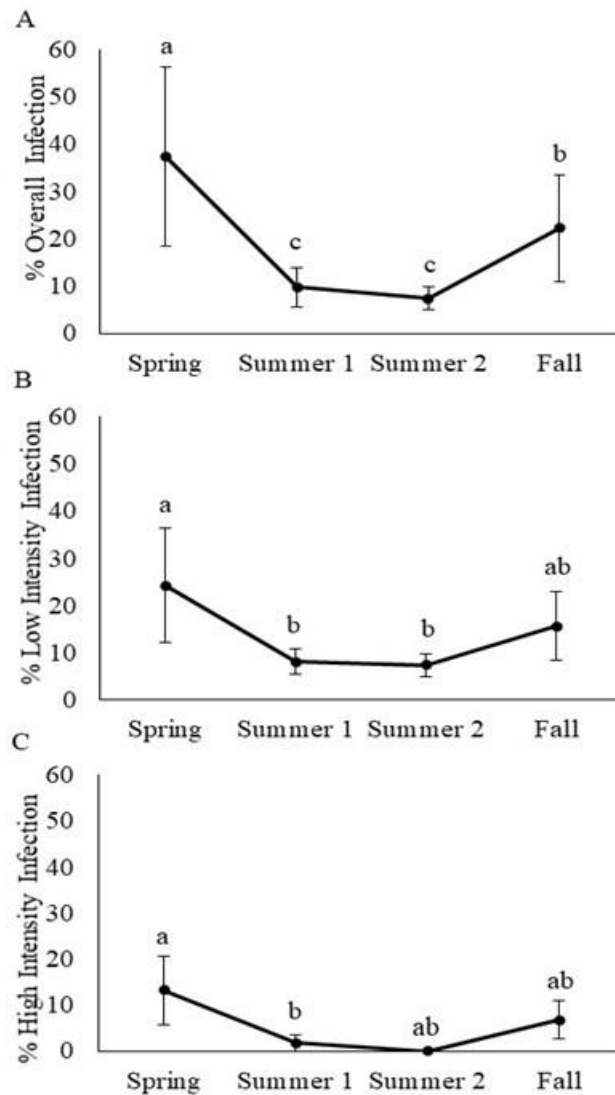 A
% Overall Infection
60
50
40
30
20
10
0
a
c
c
b
Spring Summer 1 Summer 2 Fall
B
% Low Intensity Infection
60
50
40
30
20
10
0
a
b
b
ab
Spring Summer 1 Summer 2 Fall
C
% High Intensity Infection
60
50
40
30
20
10
0
a
b
ab
ab
Spring Summer 1 Summer 2 Fall